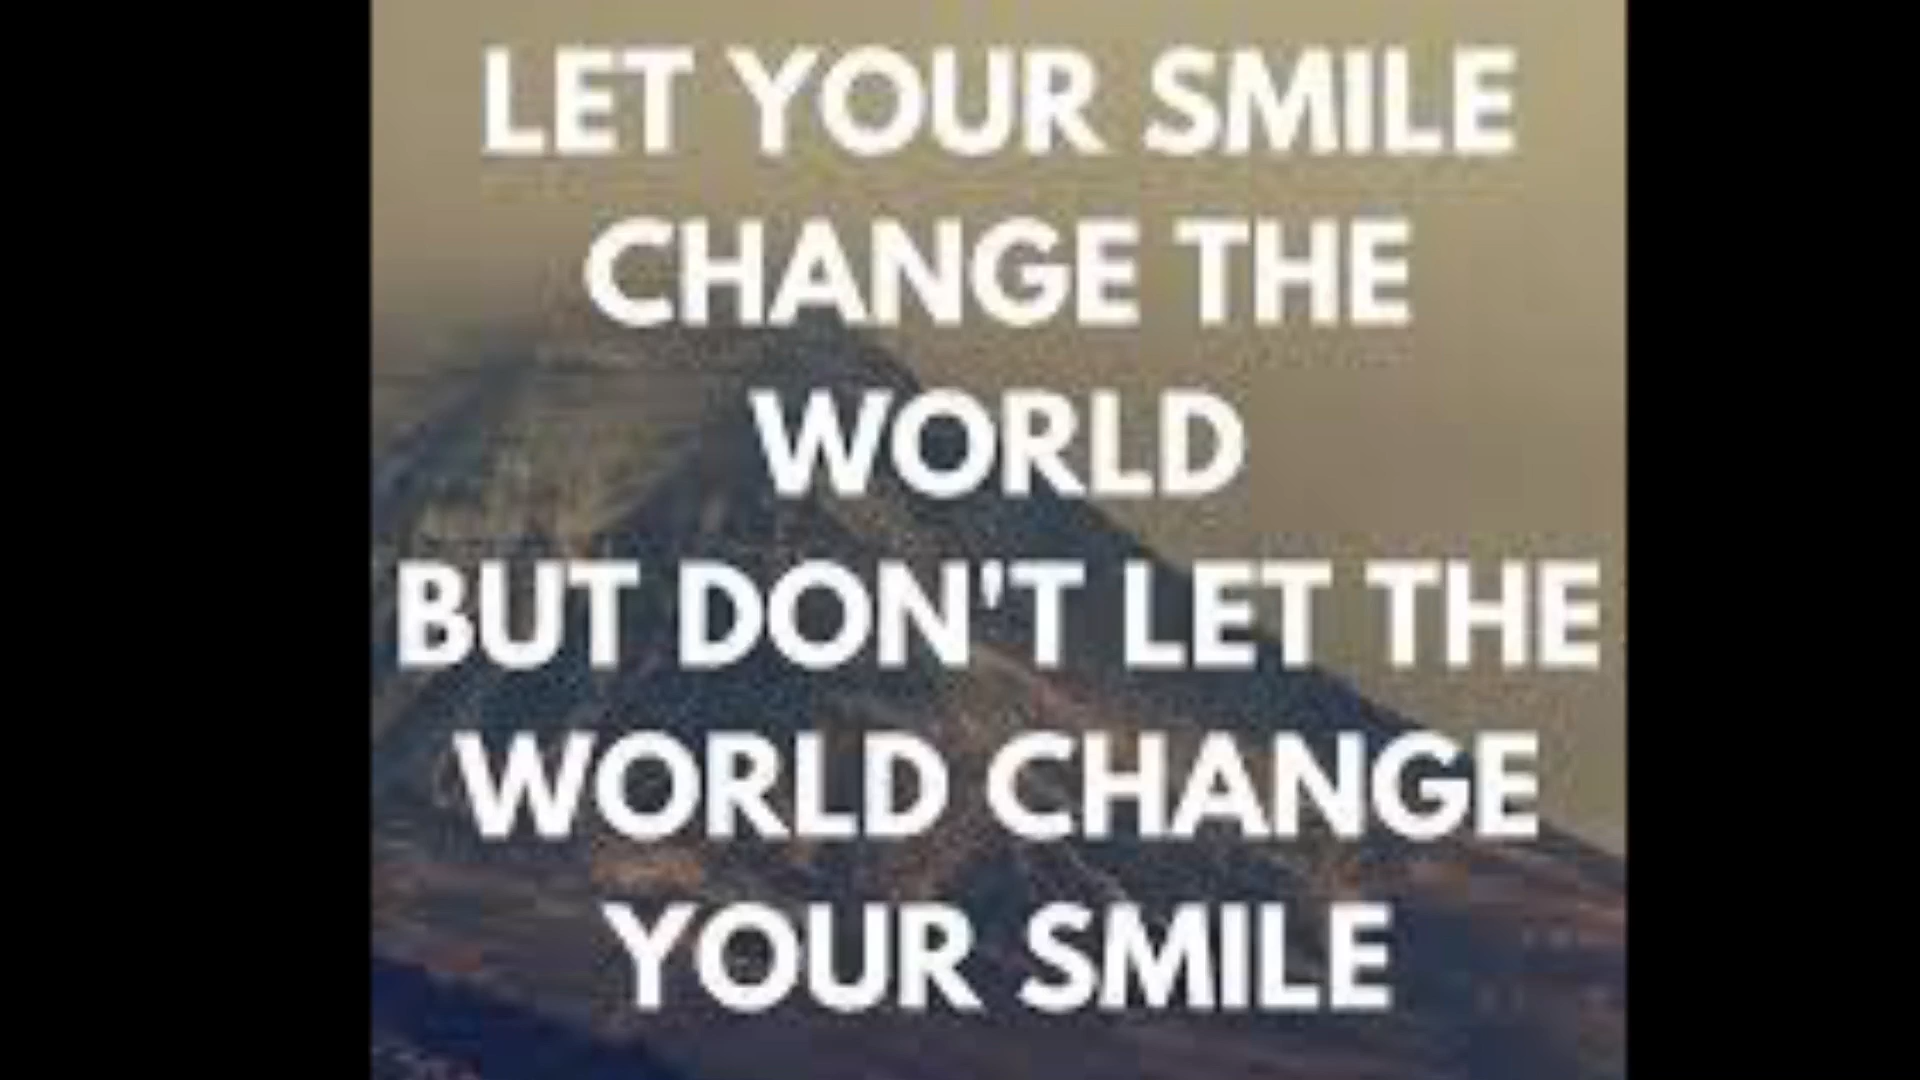 LET YOUR SMILE
CHANGE THE
WORLD
BUT DON'T LET THE
WORLD CHANGE
YOUR SMILE